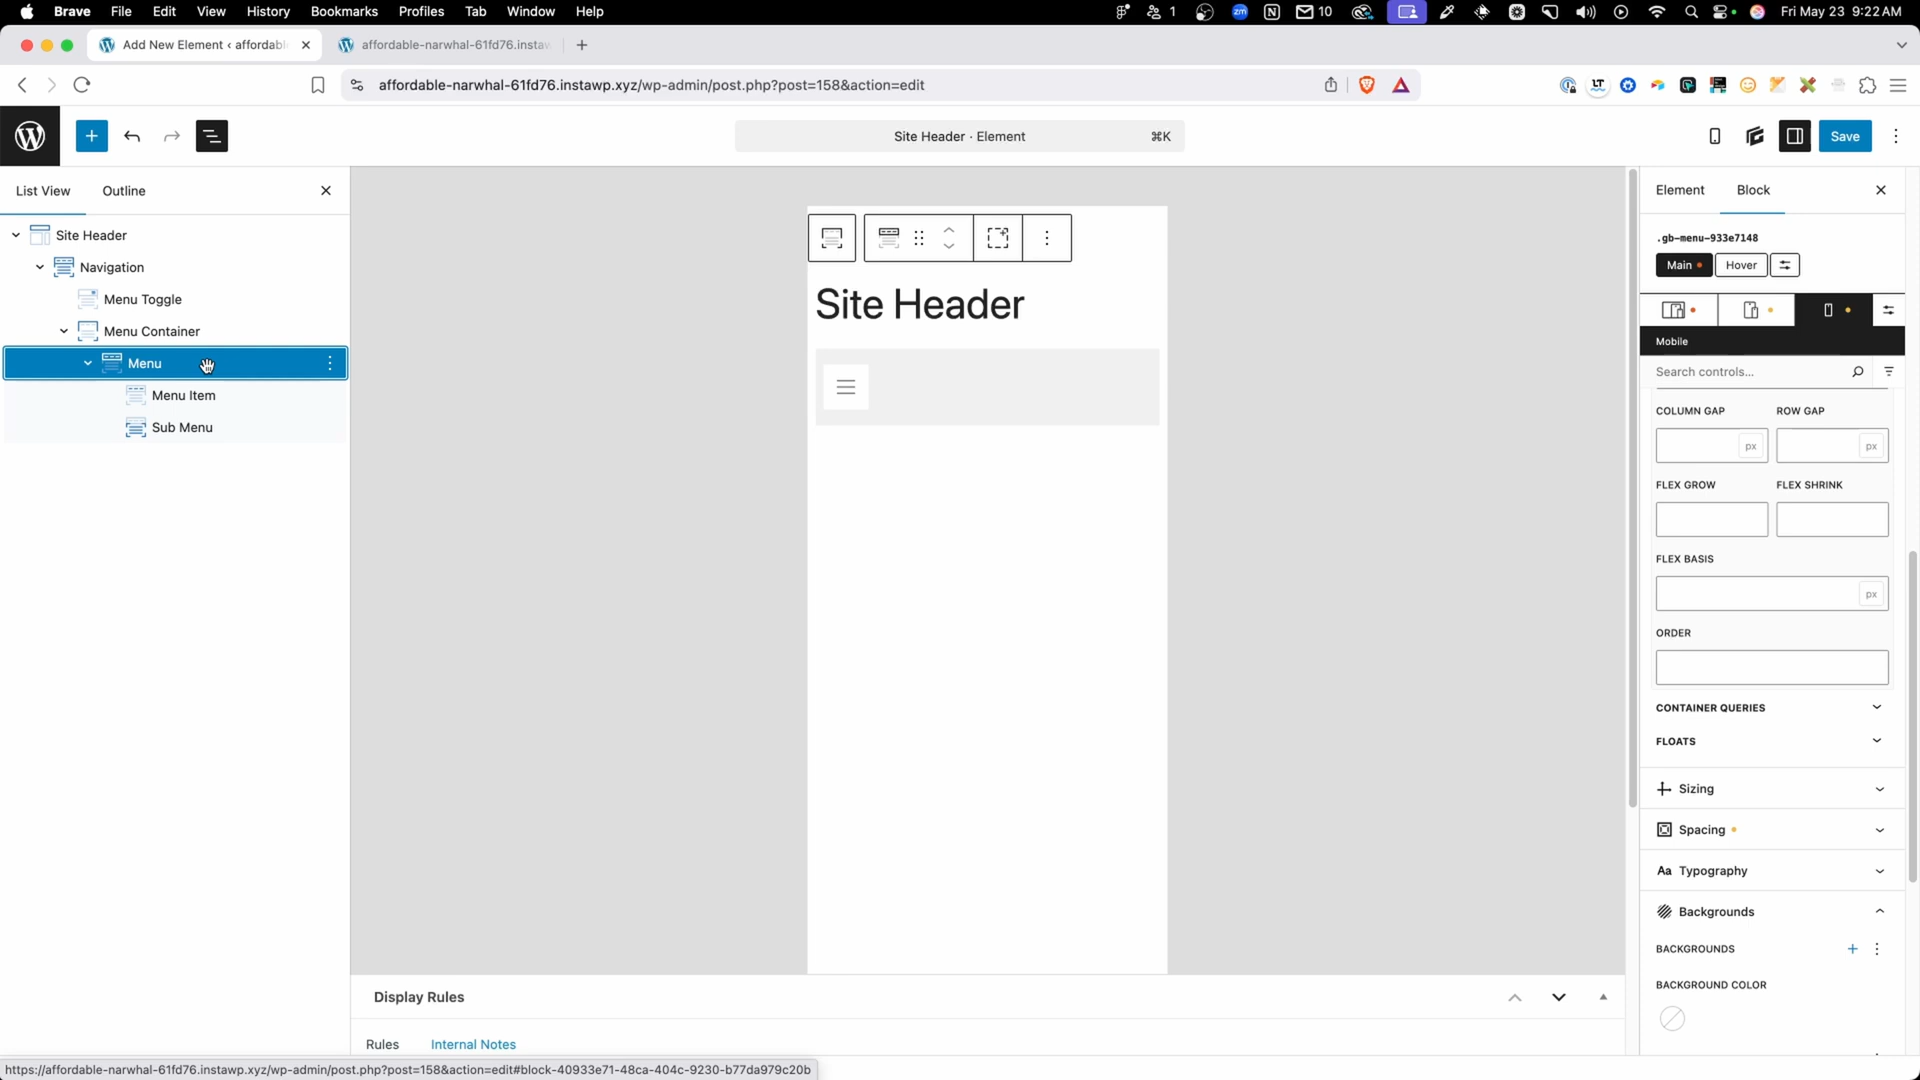 Brave File Edit View History Bookmarks Profiles Tab Window Help 1 zm 10 Fri May 23 9:22 AM
Add New Element ‹ affordab
affordable-narwhal-61fd76.instaw
affordable-narwhal-61fd76.instawp.xyz/wp-admin/post.php?post=158&action=edit
Site Header · Element ⌘K
Save
List View Outline
Element Block
Site Header
Navigation
Menu Toggle
Menu Container
Menu
Menu Item
Sub Menu
Site Header
.gb-menu-933e7148
Main Hover
Mobile
Search controls...
COLUMN GAP ROW GAP
px px
FLEX GROW FLEX SHRINK
FLEX BASIS
px
ORDER
CONTAINER QUERIES
FLOATS
Sizing
Spacing
Aa Typography
Backgrounds
BACKGROUNDS
BACKGROUND COLOR
Display Rules
Rules Internal Notes
https://affordable-narwhal-61fd76.instawp.xyz/wp-admin/post.php?post=158&action=edit#block-40933e71-48ca-404c-9230-b77da979c20b